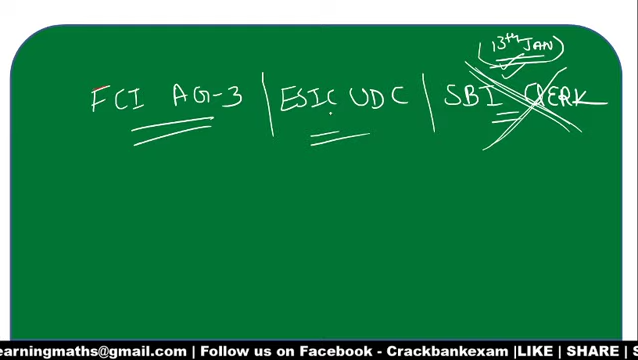 (13th JAN)
FCI AG-3 | ESIC UDC | SBI CLERK
earningmaths@gmail.com | Follow us on Facebook - Crackbankexam |LIKE | SHARE | S